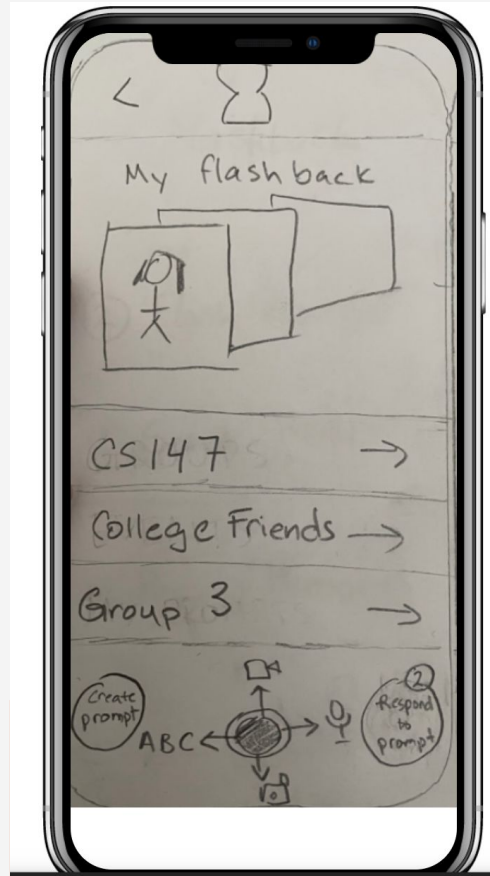 My flashback
CS147
College Friends
Group 3
Create
prompt
ABC
2
Respond
to
prompt